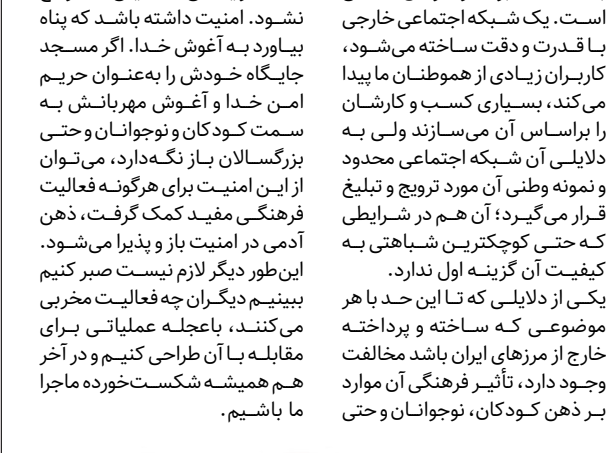 است. یک شبکه اجتماعی خارجی
با قدرت و دقت ساخته می‌شود،
کاربران زیادی از هموطنان ما پیدا
می‌کند، بسیاری کسب و کارشان
را براساس آن می‌سازند ولی به
دلایلی آن شبکه اجتماعی محدود
و نمونه وطنی آن مورد ترویج و تبلیغ
قرار می‌گیرد؛ آن هم در شرایطی
که حتی کوچکترین شباهتی به
کیفیت آن گزینه اول ندارد.
یکی از دلایلی که تا این حد با هر
موضوعی که ساخته و پرداخته
خارج از مرزهای ایران باشد مخالفت
وجود دارد، تأثیر فرهنگی آن موارد
بر ذهن کودکان، نوجوانان و حتی
نشود. امنیت داشته باشد که پناه
بیاورد به آغوش خدا. اگر مسجد
جایگاه خودش را به‌عنوان حریم
امن خدا و آغوش مهربانش به
سمت کودکان و نوجوانان و حتی
بزرگسالان باز نگه‌دارد، می‌توان
از این امنیت برای هرگونه فعالیت
فرهنگی مفید کمک گرفت، ذهن
آدمی در امنیت باز و پذیرا می‌شود.
این‌طور دیگر لازم نیست صبر کنیم
ببینیم دیگران چه فعالیت مخربی
می‌کنند، باعجله عملیاتی برای
مقابله با آن طراحی کنیم و در آخر
هم همیشه شکست‌خورده ماجرا
ما باشیم.